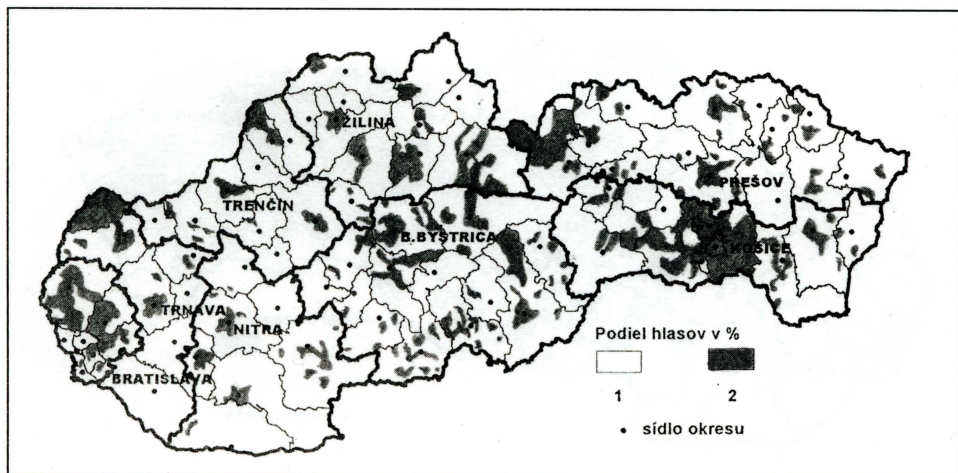 ŽILINA
PREŠOV
TRENČÍN
B.BYSTRICA
KOŠICE
TRNAVA
NITRA
BRATISLAVA
Podiel hlasov v %
1 2
• sídlo okresu